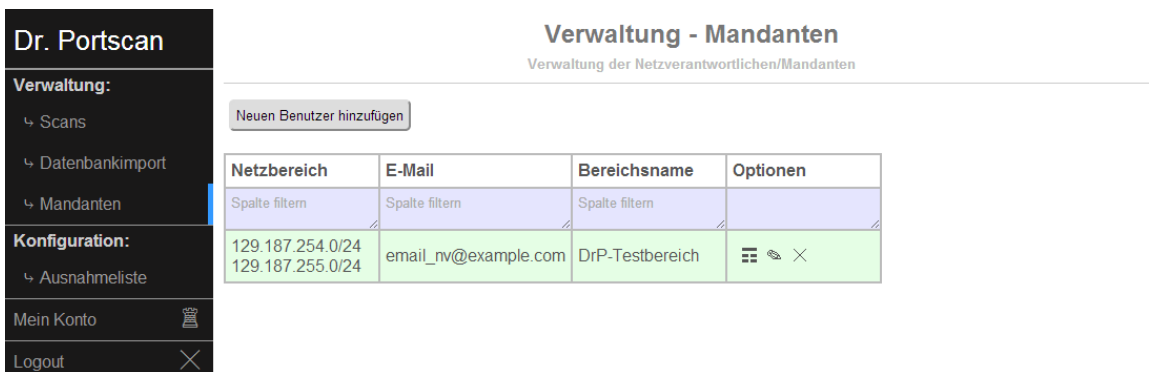 Dr. Portscan
Verwaltung:
↳ Scans
↳ Datenbankimport
↳ Mandanten
Konfiguration:
↳ Ausnahmeliste
Mein Konto
Logout
Verwaltung - Mandanten
Verwaltung der Netzverantwortlichen/Mandanten
Neuen Benutzer hinzufügen
Netzbereich E-Mail Bereichsname Optionen
Spalte filtern Spalte filtern Spalte filtern
129.187.254.0/24
129.187.255.0/24 email_nv@example.com DrP-Testbereich